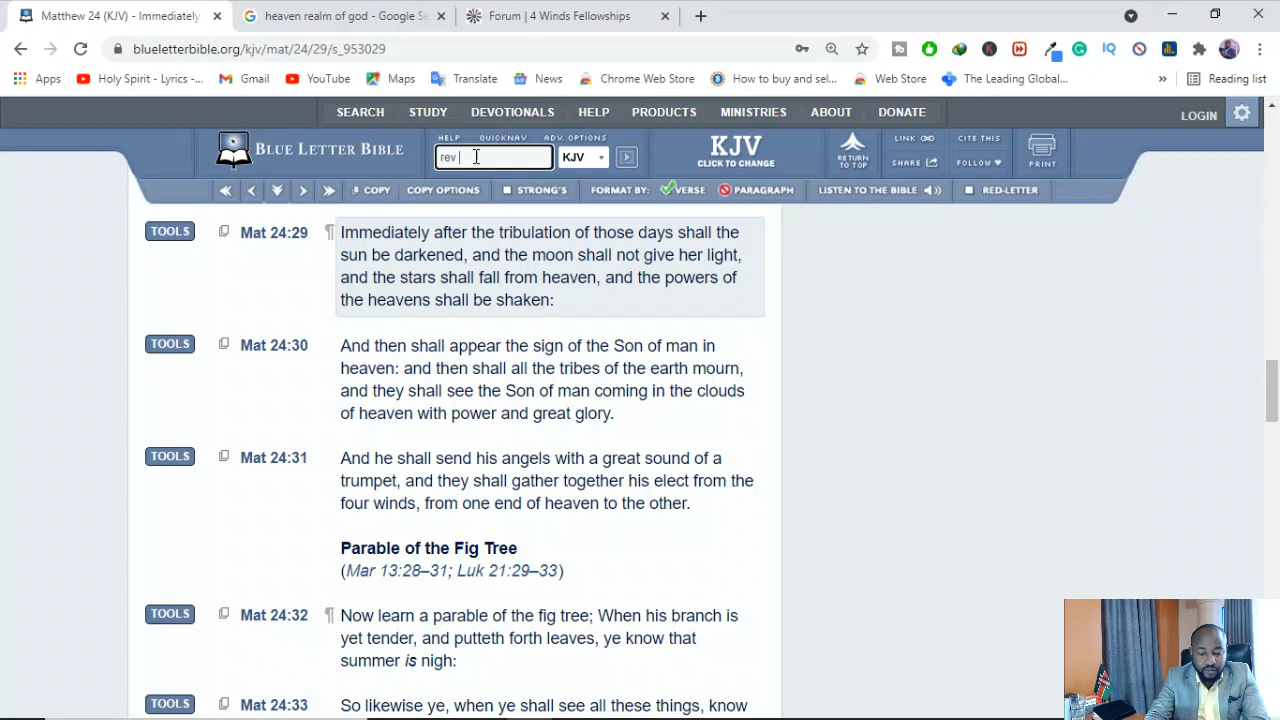 Matthew 24 (KJV) - Immediately
heaven realm of god - Google Se
Forum | 4 Winds Fellowships
blueletterbible.org/kjv/mat/24/29/s_953029
Apps
Holy Spirit - Lyrics -...
Gmail
YouTube
Maps
Translate
News
Chrome Web Store
How to buy and sel...
Web Store
The Leading Global...
»
Reading list
SEARCH STUDY DEVOTIONALS HELP PRODUCTS MINISTRIES ABOUT DONATE
LOGIN
BLUE LETTER BIBLE
HELP QUICKNAV ADV. OPTIONS
rev
KJV
KJV
CLICK TO CHANGE
RETURN
TO TOP
LINK
CITE THIS
SHARE
FOLLOW
PRINT
COPY COPY OPTIONS STRONG'S FORMAT BY: VERSE PARAGRAPH LISTEN TO THE BIBLE RED-LETTER
TOOLS Mat 24:29 ¶ Immediately after the tribulation of those days shall the
sun be darkened, and the moon shall not give her light,
and the stars shall fall from heaven, and the powers of
the heavens shall be shaken:
TOOLS Mat 24:30 And then shall appear the sign of the Son of man in
heaven: and then shall all the tribes of the earth mourn,
and they shall see the Son of man coming in the clouds
of heaven with power and great glory.
TOOLS Mat 24:31 And he shall send his angels with a great sound of a
trumpet, and they shall gather together his elect from the
four winds, from one end of heaven to the other.
Parable of the Fig Tree
(Mar 13:28–31; Luk 21:29–33)
TOOLS Mat 24:32 ¶ Now learn a parable of the fig tree; When his branch is
yet tender, and putteth forth leaves, ye know that
summer is nigh:
TOOLS Mat 24:33 So likewise ye, when ye shall see all these things, know